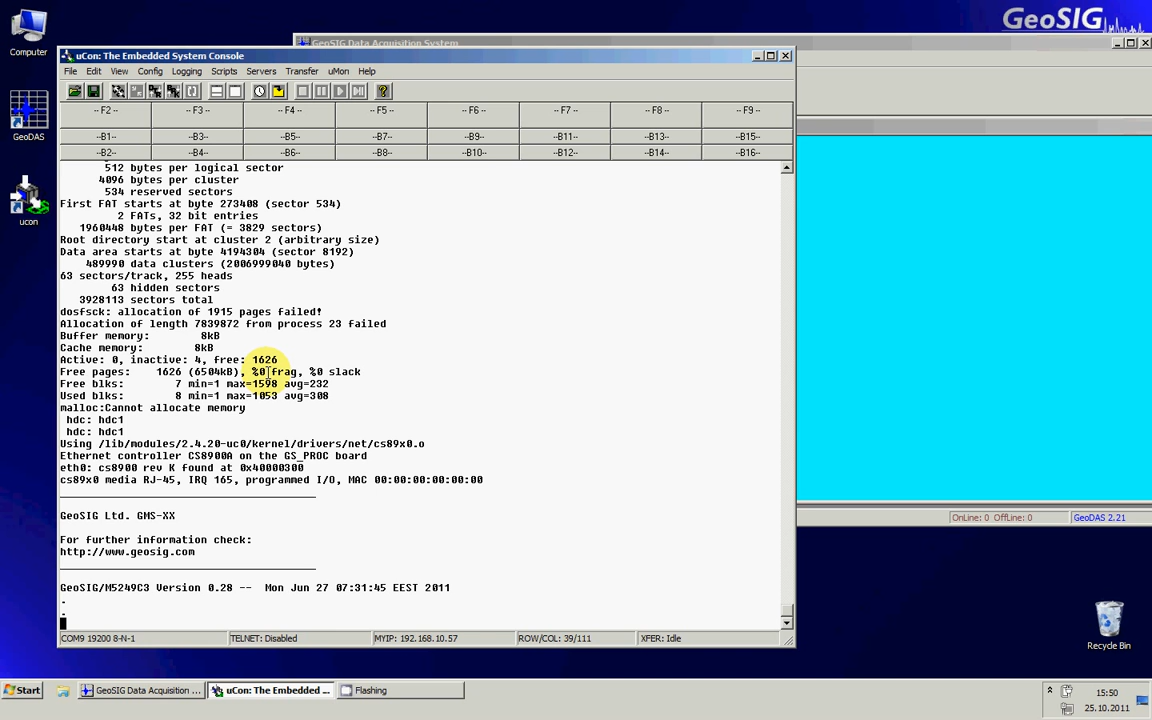 GeoSIG
Computer
GeoDAS
ucon
GeoSIG Data Acquisition System
uCon: The Embedded System Console
File Edit View Config Logging Scripts Servers Transfer uMon Help
-- F2 -- -- F3 -- -- F4 -- -- F5 -- -- F6 -- -- F7 -- -- F8 -- -- F9 --
--B1-- --B3-- --B5-- --B7-- --B9-- --B11-- --B13-- --B15--
--B2-- --B4-- --B6-- --B8-- --B10-- --B12-- --B14-- --B16--
512 bytes per logical sector
4096 bytes per cluster
534 reserved sectors
First FAT starts at byte 273408 (sector 534)
2 FATs, 32 bit entries
1960448 bytes per FAT (= 3829 sectors)
Root directory start at cluster 2 (arbitrary size)
Data area starts at byte 4194304 (sector 8192)
489990 data clusters (2006999040 bytes)
63 sectors/track, 255 heads
63 hidden sectors
3928113 sectors total
dosfsck: allocation of 1915 pages failed!
Allocation of length 7839872 from process 23 failed
Buffer memory: 8kB
Cache memory: 8kB
Active: 0, inactive: 4, free: 1626
Free pages: 1626 (6504kB), %0 frag, %0 slack
Free blks: 7 min=1 max=1598 avg=232
Used blks: 8 min=1 max=1053 avg=308
malloc:Cannot allocate memory
hdc: hdc1
hdc: hdc1
Using /lib/modules/2.4.20-uc0/kernel/drivers/net/cs89x0.o
Ethernet controller CS8900A on the GS_PROC board
eth0: cs8900 rev K found at 0x40000300
cs89x0 media RJ-45, IRQ 165, programmed I/O, MAC 00:00:00:00:00:00
GeoSIG Ltd. GMS-XX
For further information check:
http://www.geosig.com
GeoSIG/M5249C3 Version 0.28 -- Mon Jun 27 07:31:45 EEST 2011
.
.
COM9 19200 8-N-1 TELNET: Disabled MYIP: 192.168.10.57 ROW/COL: 39/111 XFER: Idle
OnLine: 0 OffLine: 0 GeoDAS 2.21
Recycle Bin
Start GeoSIG Data Acquisition ... uCon: The Embedded ... Flashing
15:50
25.10.2011